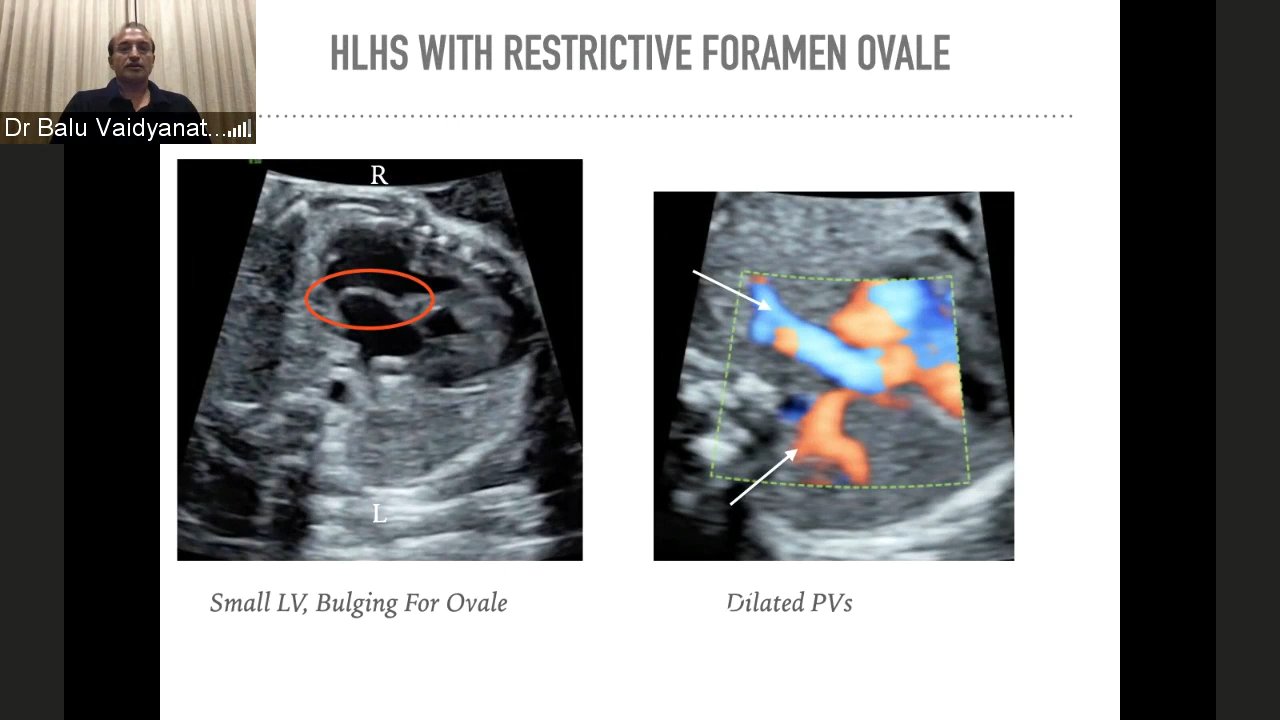 HLHS WITH RESTRICTIVE FORAMEN OVALE
Dr Balu Vaidyanat...
R
L
Small LV, Bulging For Ovale
Dilated PVs